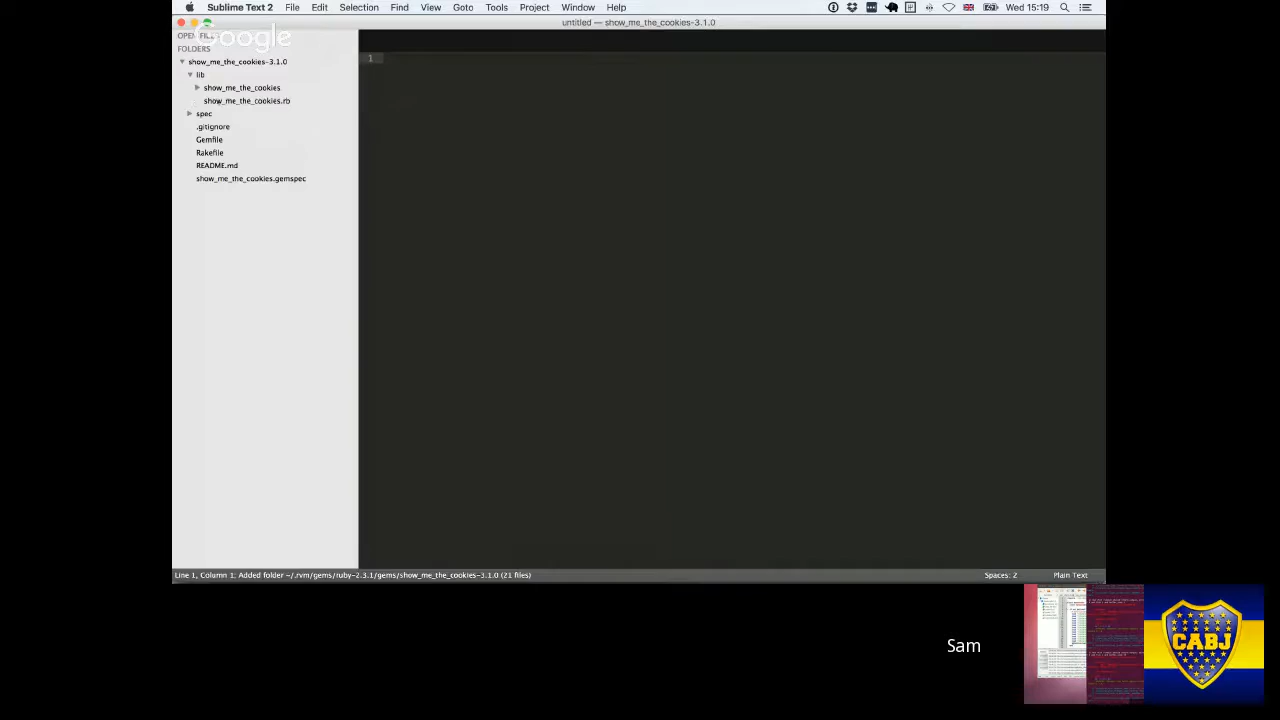 Sublime Text 2 File Edit Selection Find View Goto Tools Project Window Help Wed 15:19
untitled — show_me_the_cookies-3.1.0
Google
FOLDERS
show_me_the_cookies-3.1.0
lib
show_me_the_cookies
show_me_the_cookies.rb
spec
.gitignore
Gemfile
Rakefile
README.md
show_me_the_cookies.gemspec
1
Line 1, Column 1; Added folder ~/.rvm/gems/ruby-2.3.1/gems/show_me_the_cookies-3.1.0 (21 files) Spaces: 2 Plain Text
Sam
CABJ